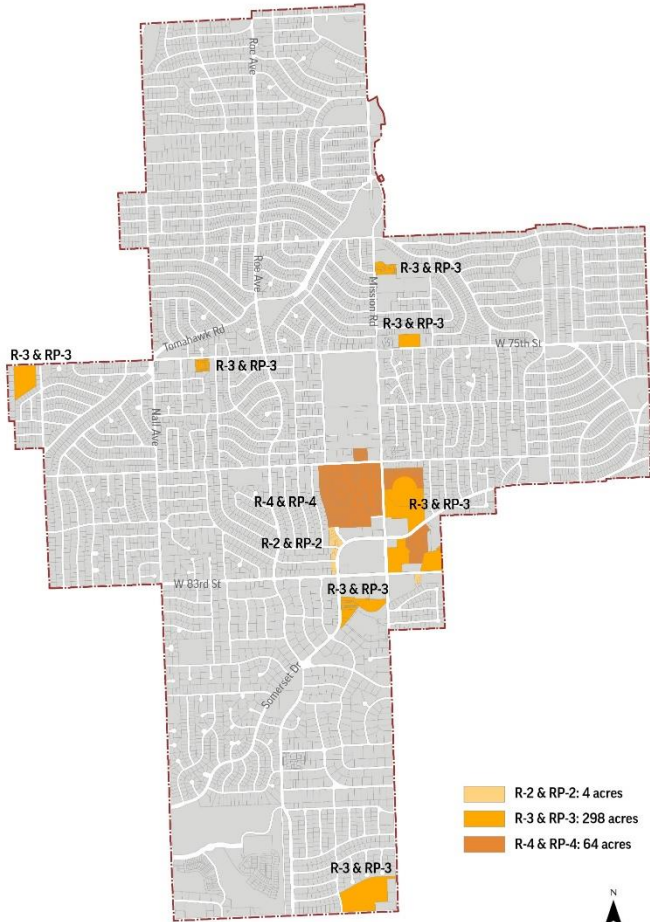 Roe Ave
Roe Ave
Mission Rd
R-3 & RP-3
R-3 & RP-3
Tomahawk Rd
W 75th St
R-3 & RP-3
R-3 & RP-3
Nall Ave
R-4 & RP-4
R-3 & RP-3
R-2 & RP-2
W 83rd St
R-3 & RP-3
Somerset Dr
R-2 & RP-2: 4 acres
R-3 & RP-3: 298 acres
R-4 & RP-4: 64 acres
R-3 & RP-3
N